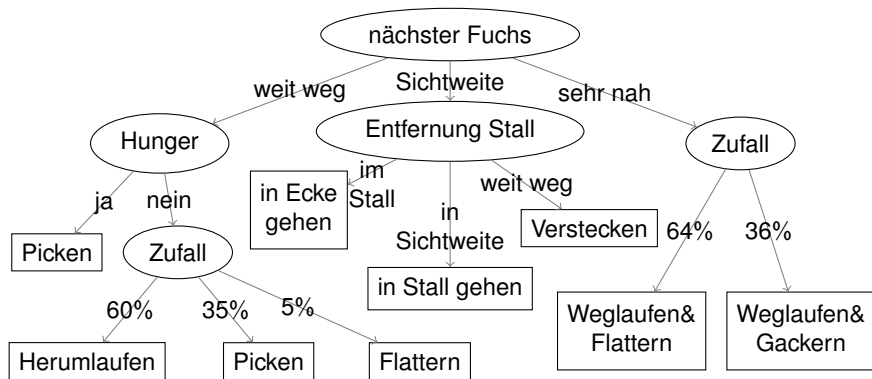 nächster Fuchs
weit weg
Sichtweite
sehr nah
Hunger
Entfernung Stall
Zufall
ja
nein
im
Stall
in
Sichtweite
weit weg
64%
36%
Picken
Zufall
in Ecke
gehen
in Stall gehen
Verstecken
Weglaufen&
Flattern
Weglaufen&
Gackern
60%
35%
5%
Herumlaufen
Picken
Flattern